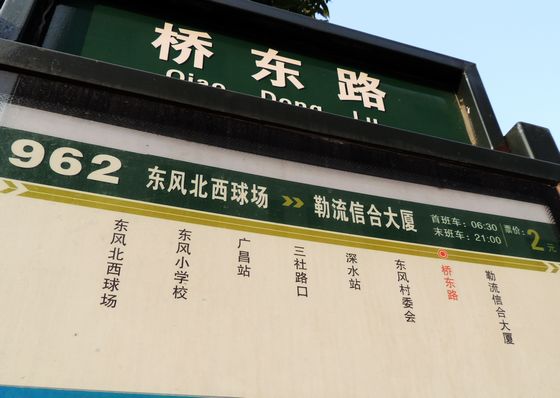 桥东路
Qiao Dong Lu
962 东风北西球场 >> 勒流信合大厦 首班车：06:30 末班车：21:00 票价：2元
东风北西球场
东风小学校
广昌站
三社路口
深水站
东风村委会
桥东路
勒流信合大厦